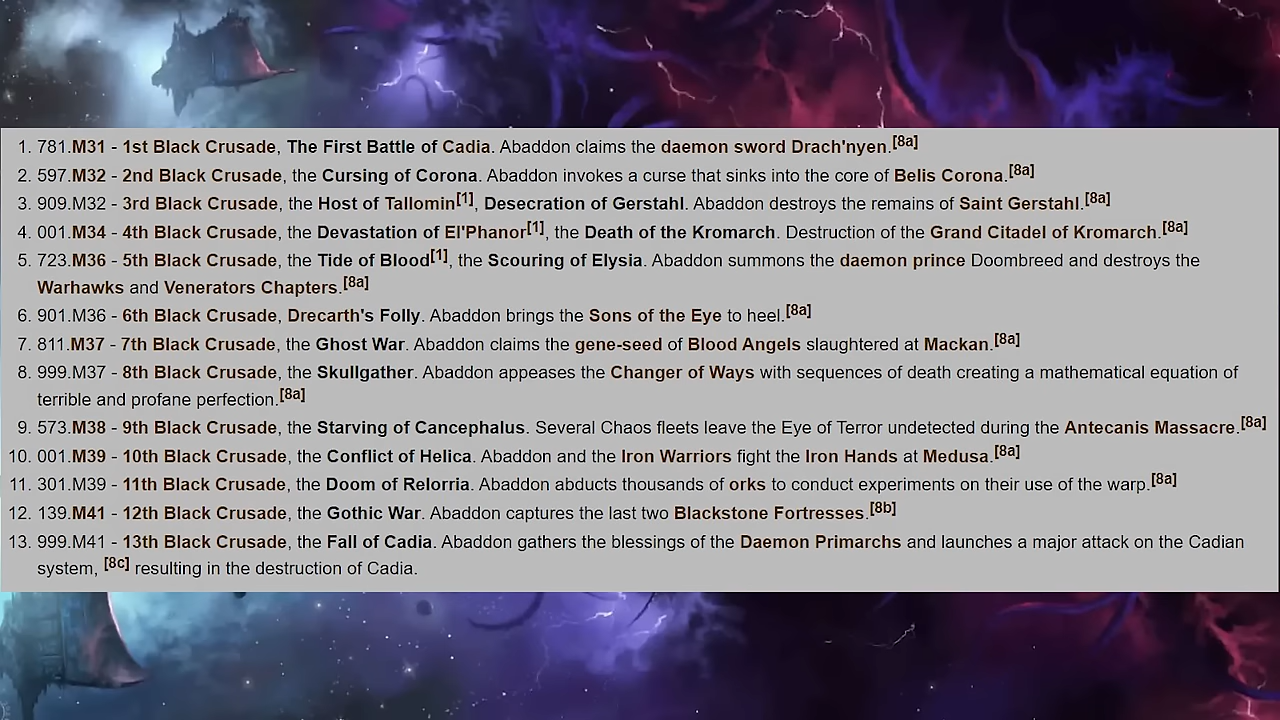 1. 781.M31 - 1st Black Crusade, The First Battle of Cadia. Abaddon claims the daemon sword Drach'nyen.[8a]
2. 597.M32 - 2nd Black Crusade, the Cursing of Corona. Abaddon invokes a curse that sinks into the core of Belis Corona.[8a]
3. 909.M32 - 3rd Black Crusade, the Host of Tallomin[1], Desecration of Gerstahl. Abaddon destroys the remains of Saint Gerstahl.[8a]
4. 001.M34 - 4th Black Crusade, the Devastation of El'Phanor[1], the Death of the Kromarch. Destruction of the Grand Citadel of Kromarch.[8a]
5. 723.M36 - 5th Black Crusade, the Tide of Blood[1], the Scouring of Elysia. Abaddon summons the daemon prince Doombreed and destroys the
Warhawks and Venerators Chapters.[8a]
6. 901.M36 - 6th Black Crusade, Drecarth's Folly. Abaddon brings the Sons of the Eye to heel.[8a]
7. 811.M37 - 7th Black Crusade, the Ghost War. Abaddon claims the gene-seed of Blood Angels slaughtered at Mackan.[8a]
8. 999.M37 - 8th Black Crusade, the Skullgather. Abaddon appeases the Changer of Ways with sequences of death creating a mathematical equation of
terrible and profane perfection.[8a]
9. 573.M38 - 9th Black Crusade, the Starving of Cancephalus. Several Chaos fleets leave the Eye of Terror undetected during the Antecanis Massacre.[8a]
10. 001.M39 - 10th Black Crusade, the Conflict of Helica. Abaddon and the Iron Warriors fight the Iron Hands at Medusa.[8a]
11. 301.M39 - 11th Black Crusade, the Doom of Relorria. Abaddon abducts thousands of orks to conduct experiments on their use of the warp.[8a]
12. 139.M41 - 12th Black Crusade, the Gothic War. Abaddon captures the last two Blackstone Fortresses.[8b]
13. 999.M41 - 13th Black Crusade, the Fall of Cadia. Abaddon gathers the blessings of the Daemon Primarchs and launches a major attack on the Cadian
system, [8c] resulting in the destruction of Cadia.